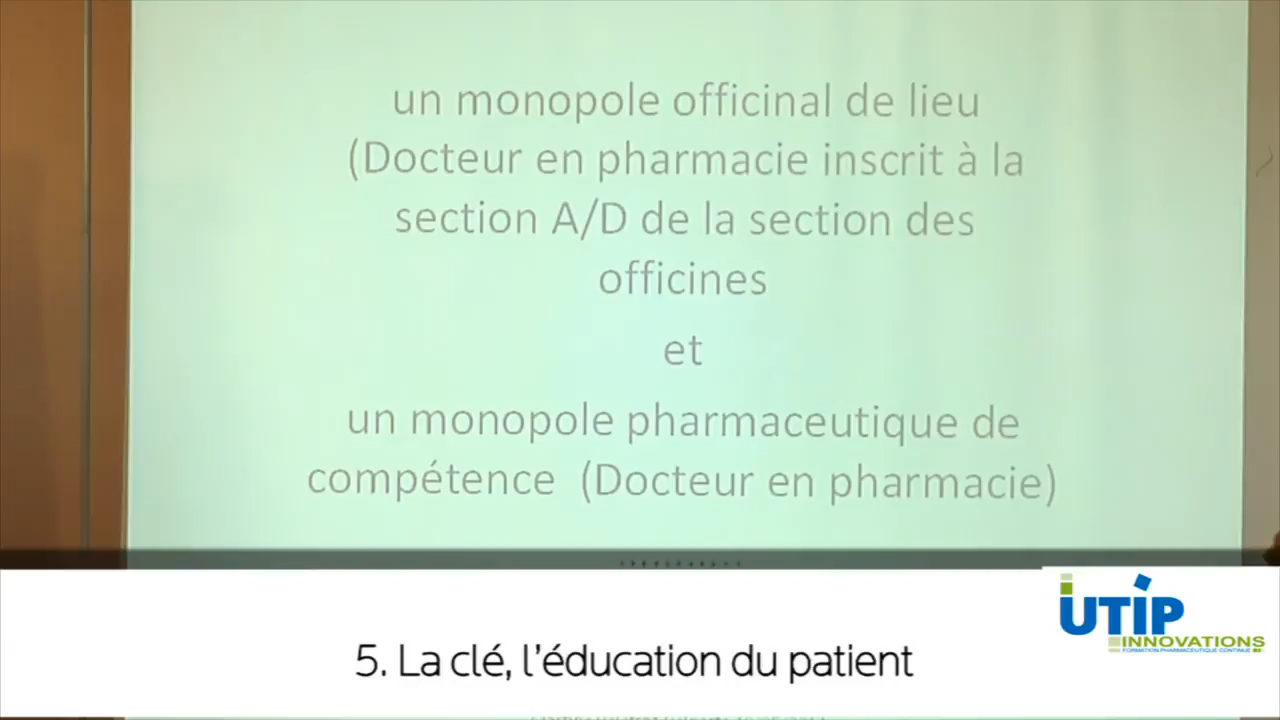 un monopole officinal de lieu
(Docteur en pharmacie inscrit à la
section A/D de la section des
officines
et
un monopole pharmaceutique de
compétence (Docteur en pharmacie)
UTIP
INNOVATIONS
FORMATION PHARMACEUTIQUE CONTINUE
5. La clé, l'éducation du patient